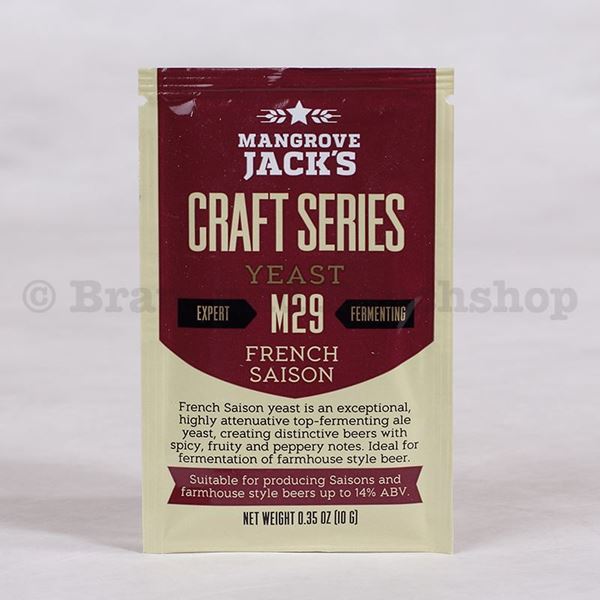 MANGROVE
JACK'S
CRAFT SERIES
YEAST
EXPERT M29 FERMENTING
FRENCH
SAISON
French Saison yeast is an exceptional,
highly attenuative top-fermenting ale
yeast, creating distinctive beers with
spicy, fruity and peppery notes. Ideal for
fermentation of farmhouse style beer.
Suitable for producing Saisons and
farmhouse style beers up to 14% ABV.
NET WEIGHT 0.35 OZ (10 G)